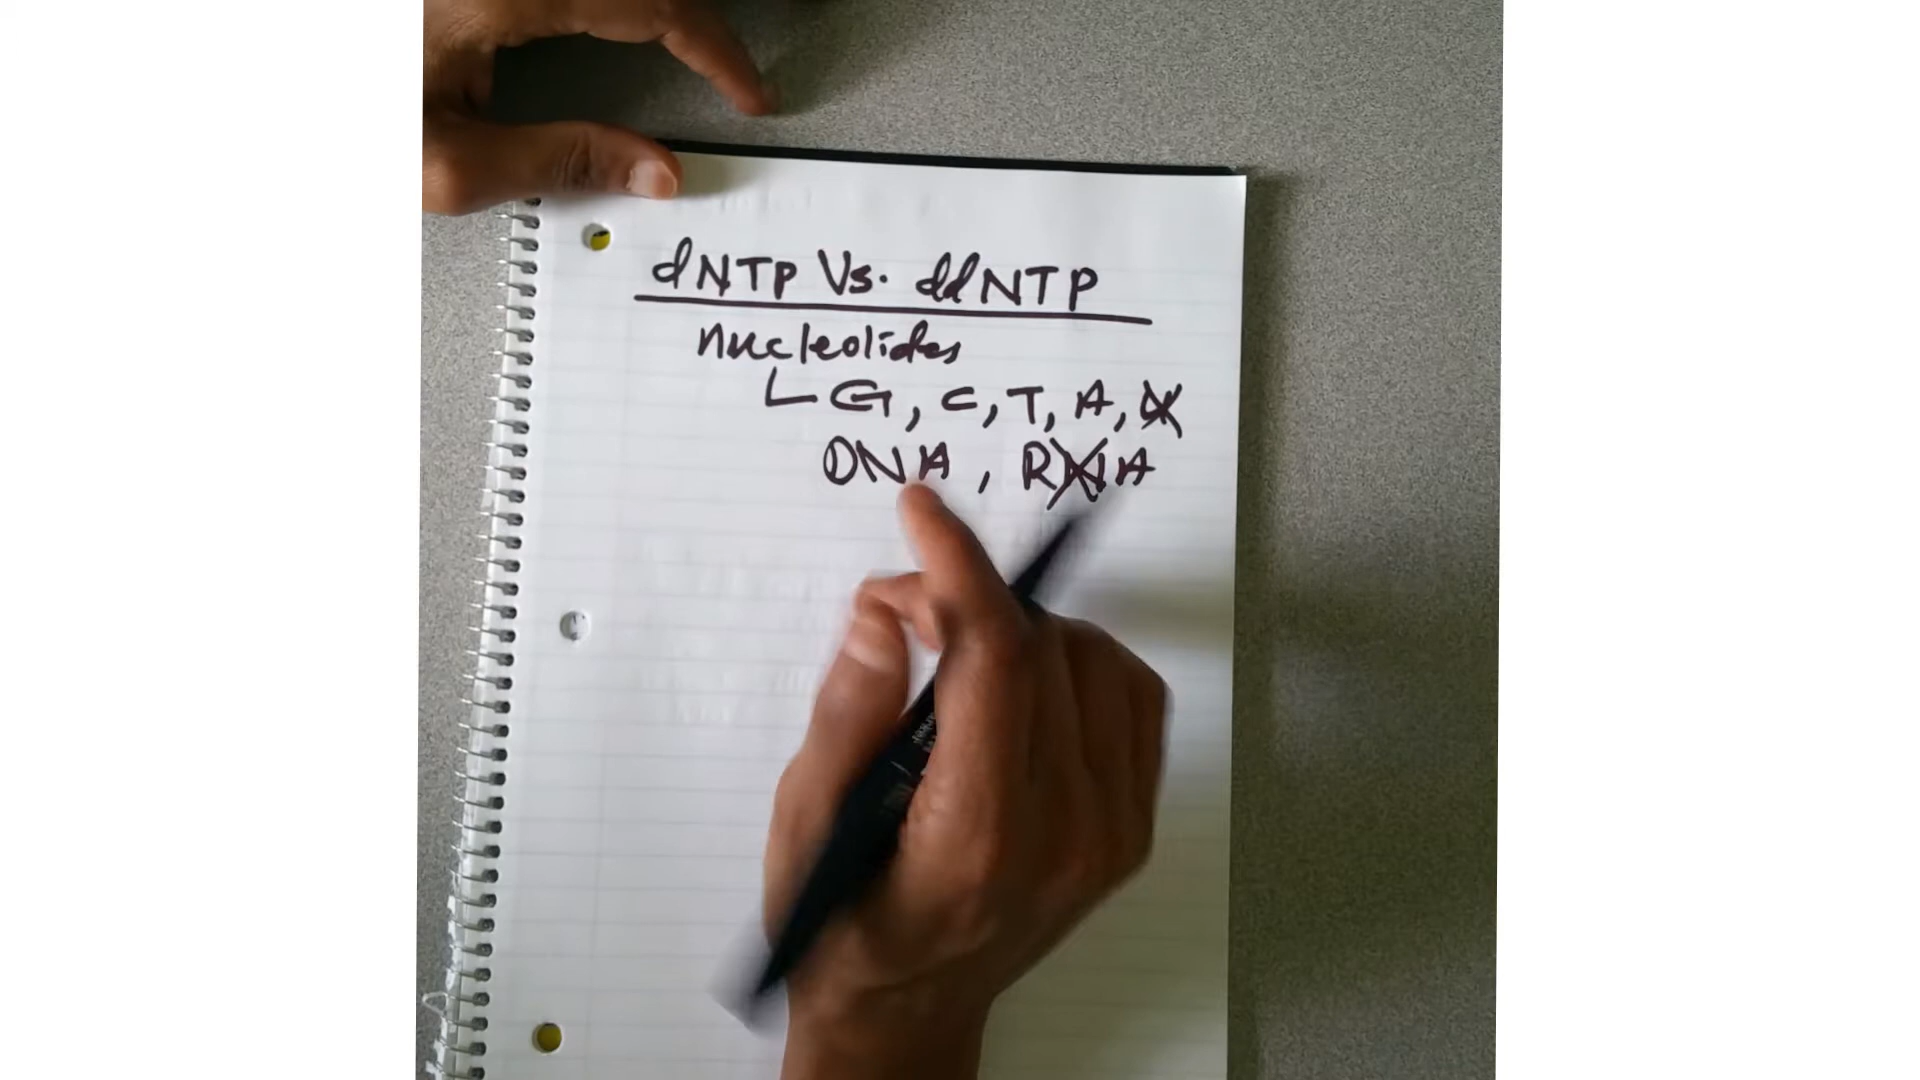 dNTP Vs. ddNTP
nucleotides
G, C, T, A, U
DNA, RNA